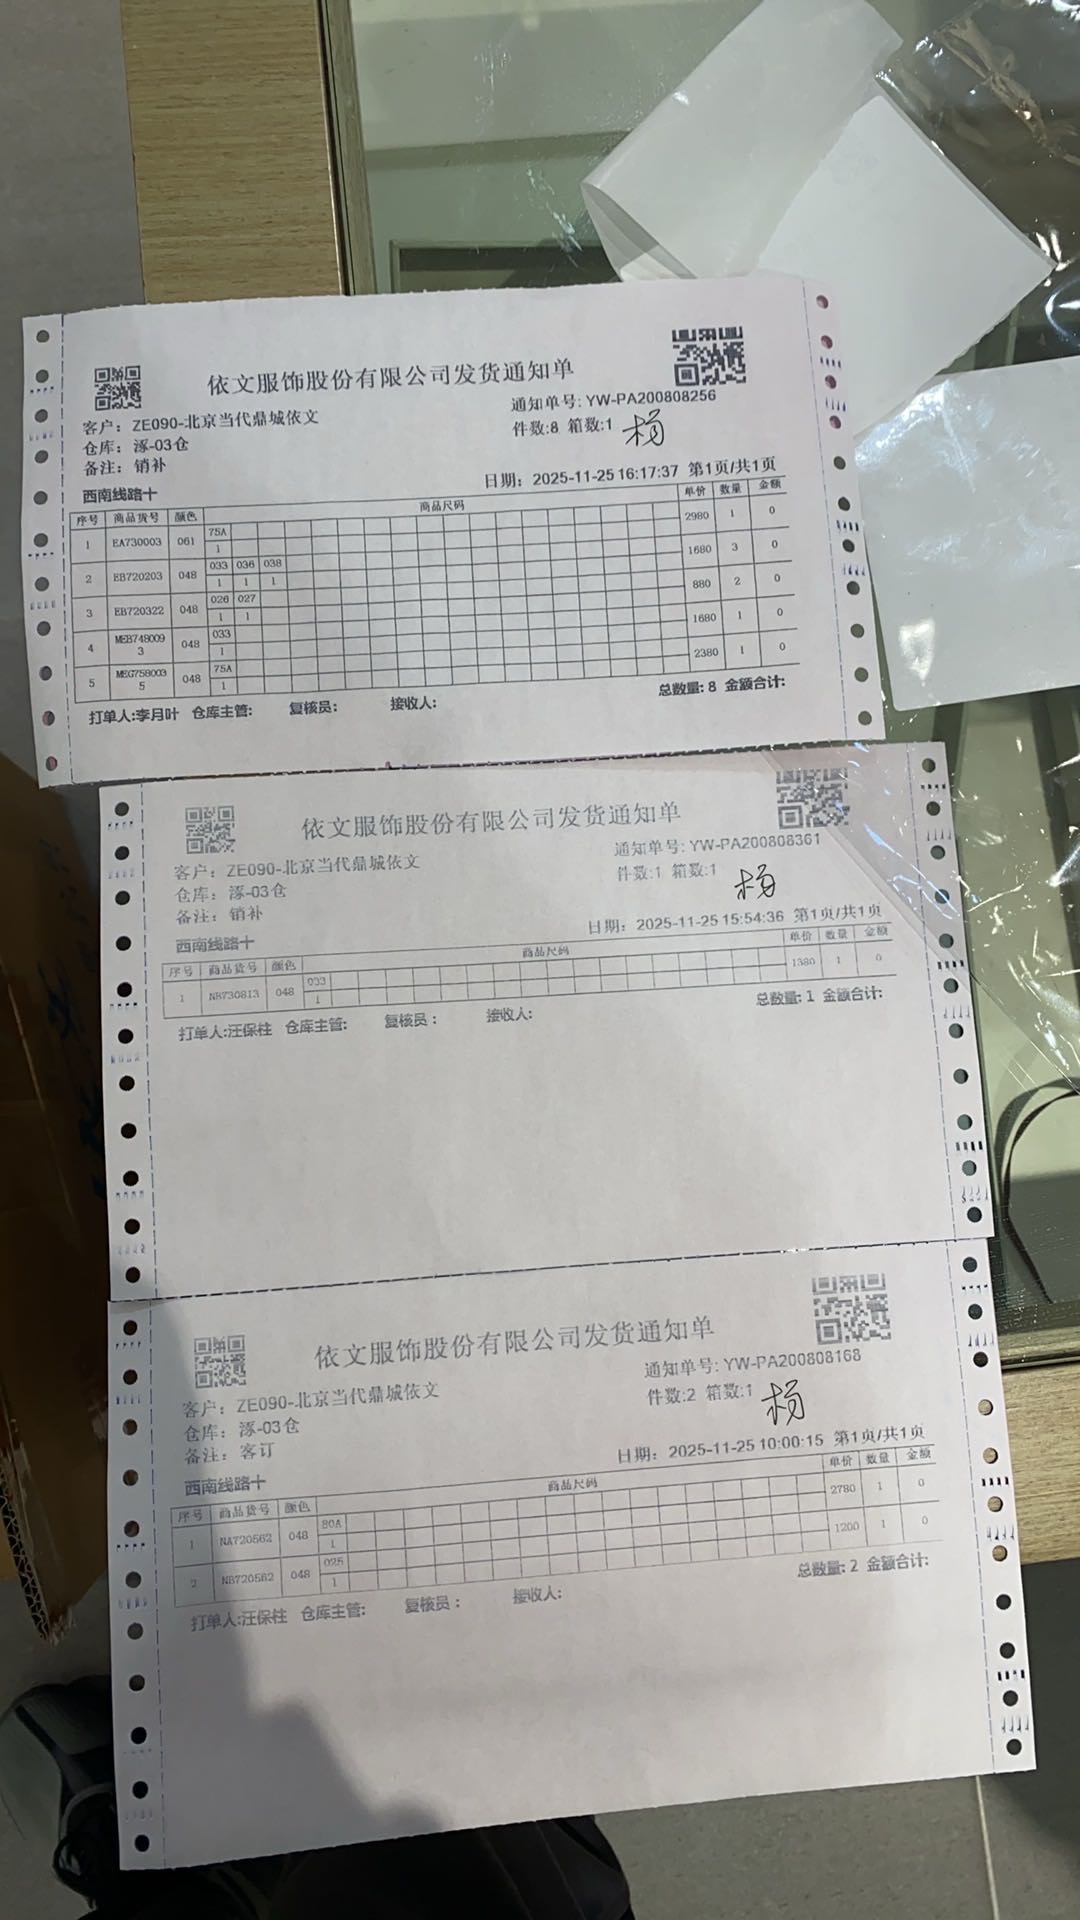 依文服饰股份有限公司发货通知单
通知单号: YW-PA200808256
客户： ZE090-北京当代鼎城依文
件数:8 箱数:1 杨
仓库： 涿-03仓
备注： 销补
日期： 2025-11-25 16:17:37 第1页/共1页
西南线路十
序号 商品货号 颜色 商品尺码 单价 数量 金额
1 EA730003 061 75A 2980 1 0
1
2 EB720203 048 033 036 038 1680 3 0
1 1 1
3 EB720322 048 026 027 880 2 0
1 1
4 MEB7480093 048 033 1680 1 0
1
5 MEG7580035 048 75A 2380 1 0
1
总数量: 8 金额合计:
打单人:李月叶 仓库主管: 复核员: 接收人:
依文服饰股份有限公司发货通知单
通知单号: YW-PA200808361
客户： ZE090-北京当代鼎城依文
件数:1 箱数:1 杨
仓库： 涿-03仓
备注： 销补
日期： 2025-11-25 15:54:36 第1页/共1页
西南线路十
序号 商品货号 颜色 商品尺码 单价 数量 金额
1 NB730813 048 033 1380 1 0
1
总数量: 1 金额合计:
打单人:汪保柱 仓库主管: 复核员: 接收人:
依文服饰股份有限公司发货通知单
通知单号: YW-PA200808168
客户： ZE090-北京当代鼎城依文
件数:2 箱数:1 杨
仓库： 涿-03仓
备注： 客订
日期： 2025-11-25 10:00:15 第1页/共1页
西南线路十
序号 商品货号 颜色 商品尺码 单价 数量 金额
1 NA720562 048 80A 2780 1 0
1
2 NB720562 048 025 1200 1 0
1
总数量: 2 金额合计:
打单人:汪保柱 仓库主管: 复核员: 接收人: